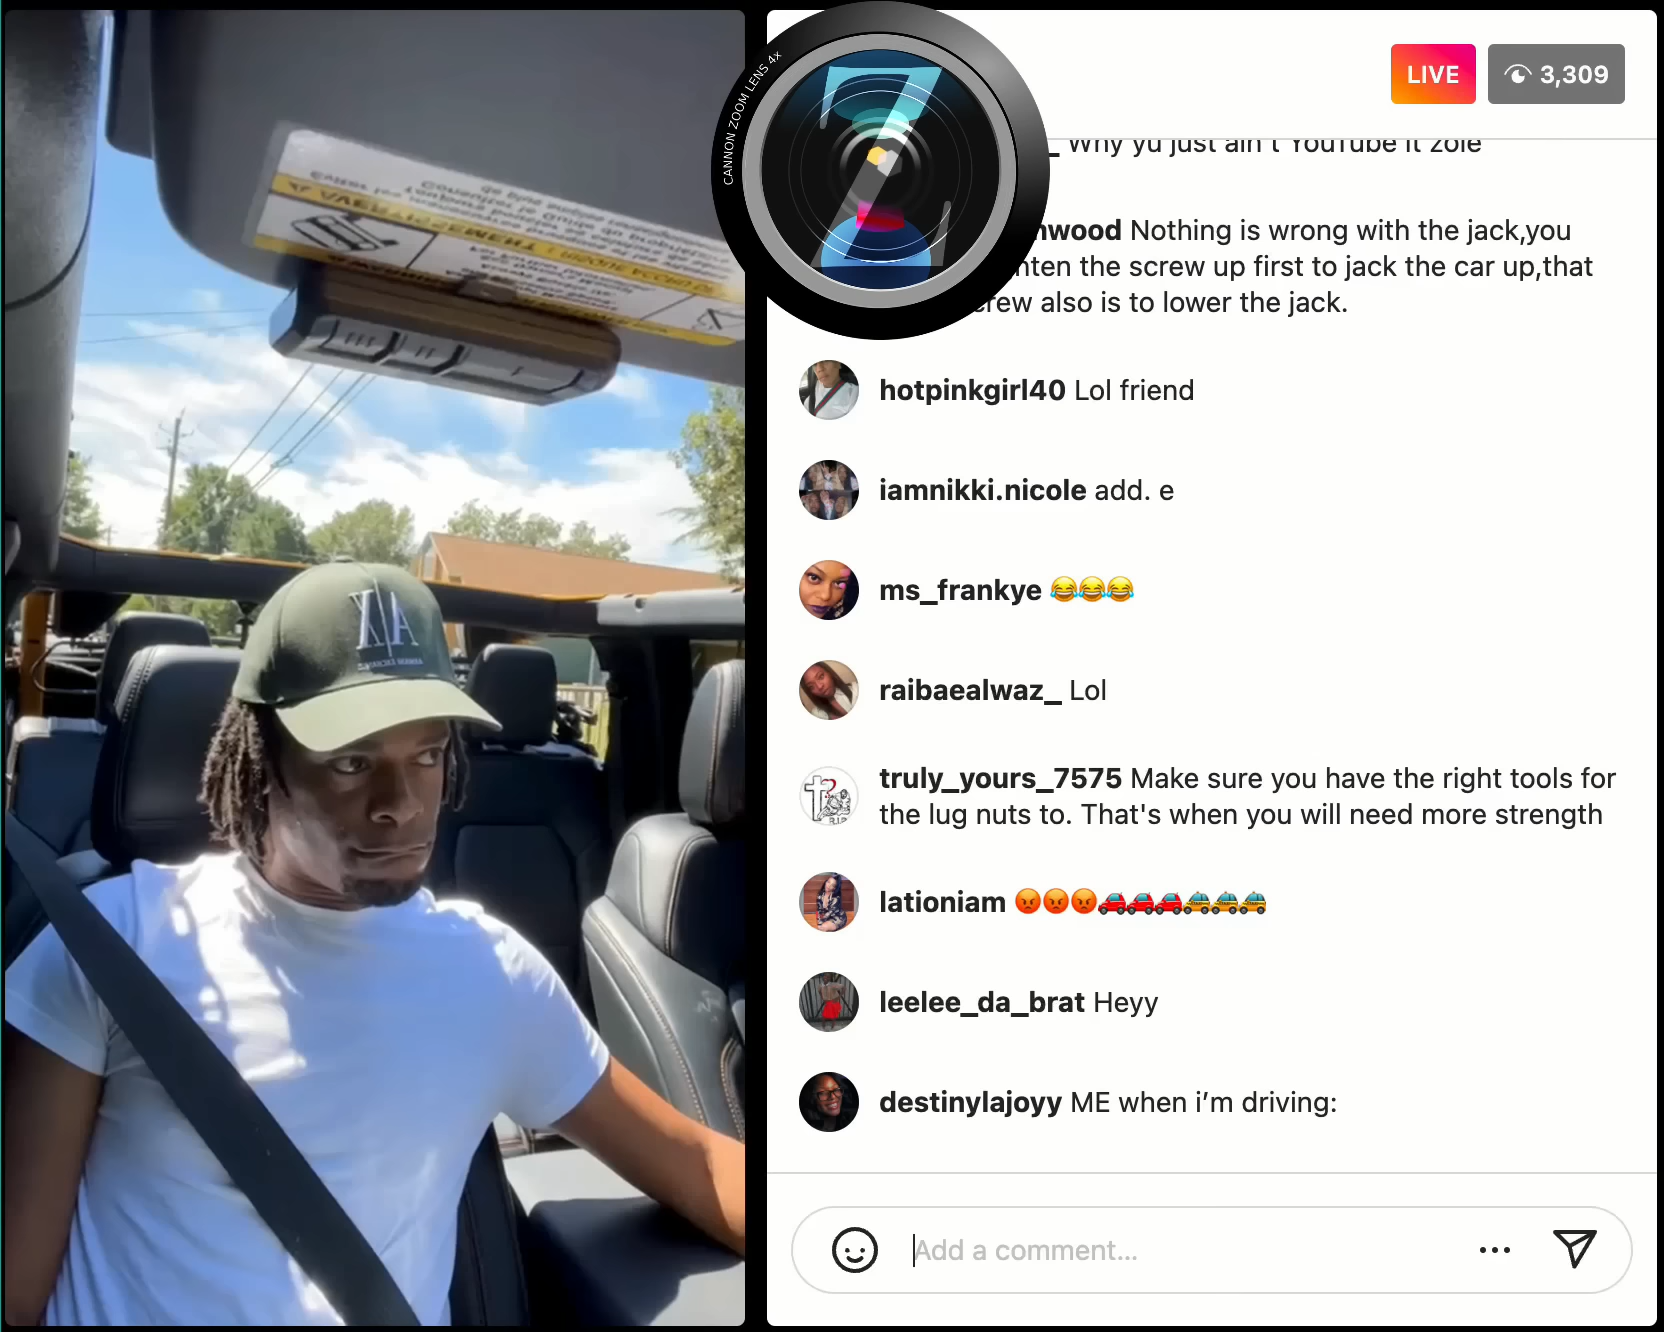 CANNON ZOOM LENS 4x
Z
LIVE
3,309
Why yu just ain't YouTube it zole
nwood Nothing is wrong with the jack,you
hten the screw up first to jack the car up,that
crew also is to lower the jack.
hotpinkgirl40 Lol friend
iamnikki.nicole add. e
ms_frankye 😂😂😂
raibaealwaz_ Lol
truly_yours_7575 Make sure you have the right tools for
the lug nuts to. That's when you will need more strength
lationiam 😡😡😡🚗🚗🚗🚕🚕🚕
leelee_da_brat Heyy
destinylajoyy ME when i'm driving:
Add a comment...
X|A